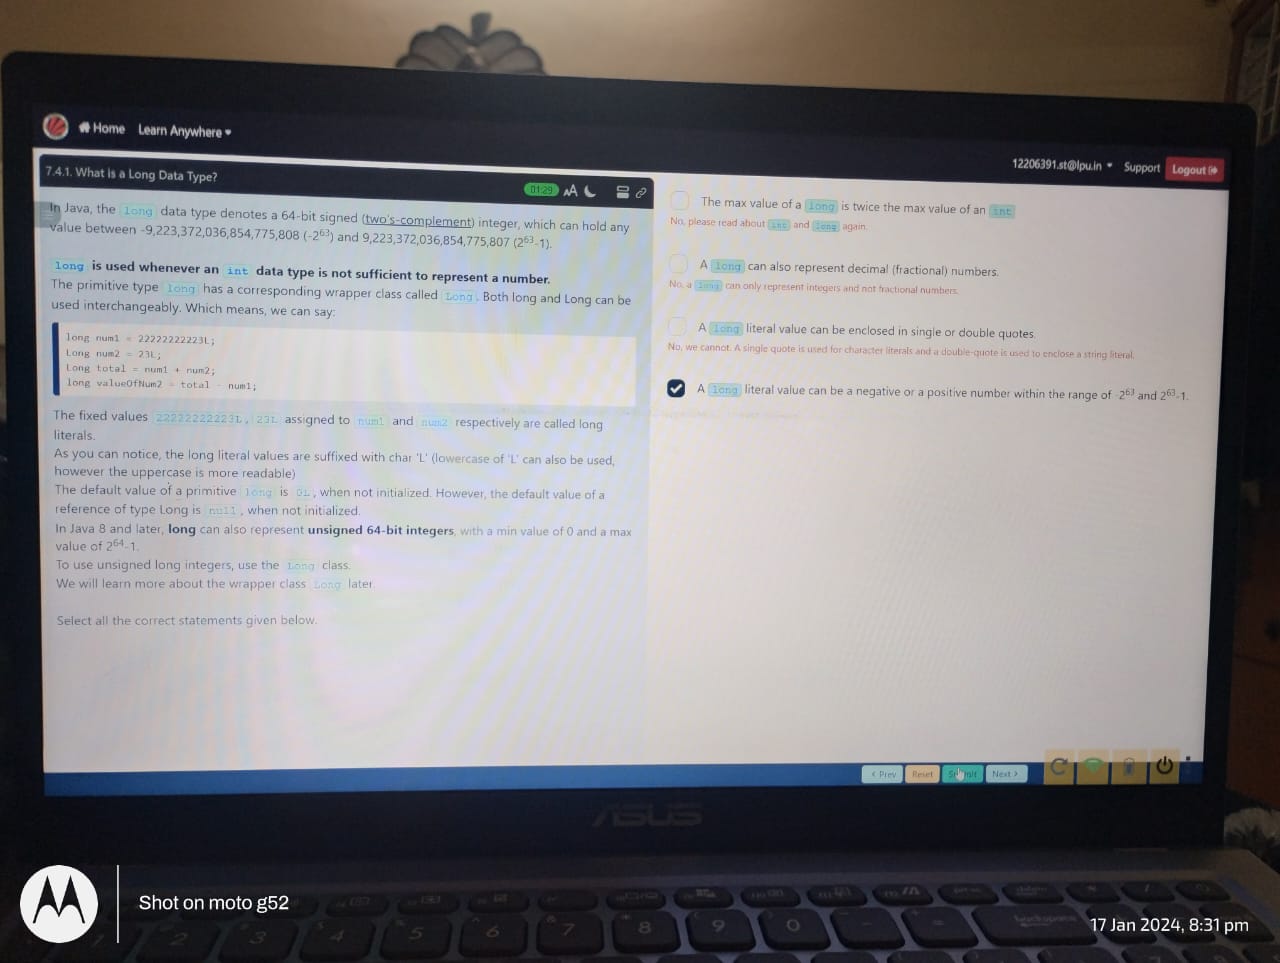 Home Learn Anywhere
12206391.st@lpu.in Support Logout
7.4.1. What is a Long Data Type?
01:29 AA
In Java, the long data type denotes a 64-bit signed (two's-complement) integer, which can hold any
value between -9,223,372,036,854,775,808 (-2⁶³) and 9,223,372,036,854,775,807 (2⁶³-1).
long is used whenever an int data type is not sufficient to represent a number.
The primitive type long has a corresponding wrapper class called Long. Both long and Long can be
used interchangeably. Which means, we can say:
long num1 = 22222222223L;
Long num2 = 23L;
Long total = num1 + num2;
long valueOfNum2 = total - num1;
The fixed values 22222222223L, 23L assigned to num1 and num2 respectively are called long
literals.
As you can notice, the long literal values are suffixed with char 'L' (lowercase of 'L' can also be used,
however the uppercase is more readable)
The default value of a primitive long is 0L, when not initialized. However, the default value of a
reference of type Long is null, when not initialized.
In Java 8 and later, long can also represent unsigned 64-bit integers, with a min value of 0 and a max
value of 2⁶⁴-1.
To use unsigned long integers, use the Long class.
We will learn more about the wrapper class Long later.
Select all the correct statements given below.
The max value of a long is twice the max value of an int
No, please read about int and long again.
A long can also represent decimal (fractional) numbers.
No, a long can only represent integers and not fractional numbers.
A long literal value can be enclosed in single or double quotes.
No, we cannot. A single quote is used for character literals and a double-quote is used to enclose a string literal.
A long literal value can be a negative or a positive number within the range of -2⁶³ and 2⁶³-1.
< Prev Reset Submit Next >
ASUS
2 3 4 5 6 7 8 9 0
backspace
Shot on moto g52
17 Jan 2024, 8:31 pm